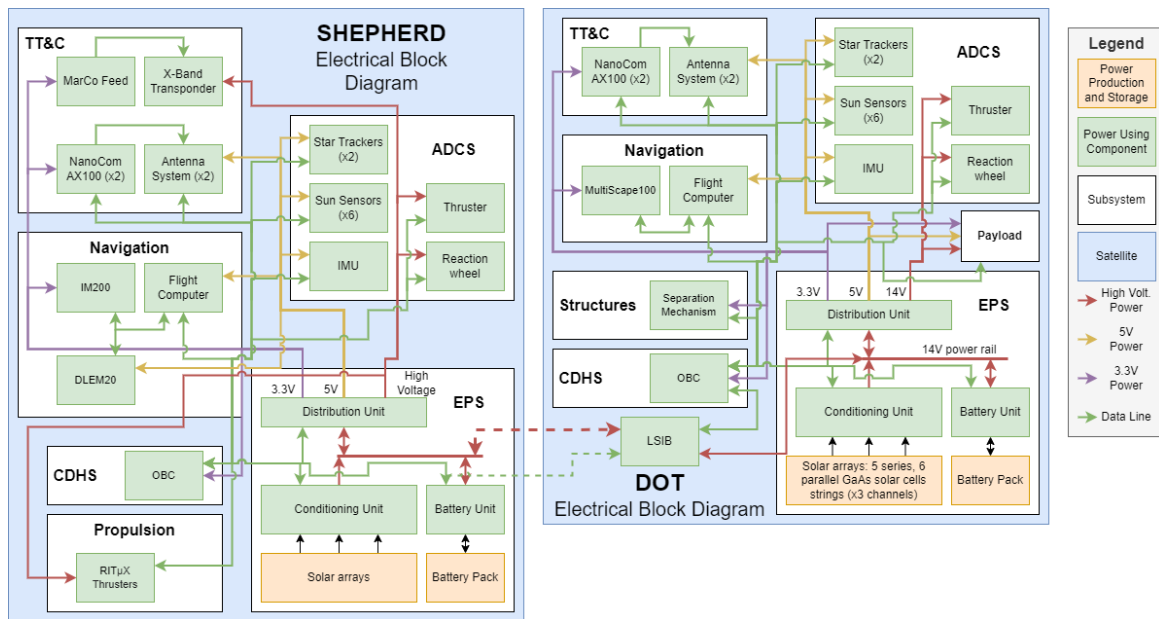 SHEPHERD
Electrical Block
Diagram
TT&C
MarCo Feed
X-Band
Transponder
NanoCom
AX100 (x2)
Antenna
System (x2)
ADCS
Star Trackers
(x2)
Sun Sensors
(x6)
IMU
Thruster
Reaction
wheel
Navigation
IM200
Flight
Computer
DLEM20
3.3V
5V
High
Voltage
EPS
Distribution Unit
CDHS
OBC
Conditioning Unit
Battery Unit
Propulsion
RITμX
Thrusters
Solar arrays
Battery Pack
TT&C
NanoCom
AX100 (x2)
Antenna
System (x2)
ADCS
Star Trackers
(x2)
Sun Sensors
(x6)
IMU
Thruster
Reaction
wheel
Navigation
MultiScape100
Flight
Computer
Payload
Structures
Separation
Mechanism
3.3V
5V
14V
EPS
Distribution Unit
14V power rail
CDHS
OBC
Conditioning Unit
Battery Unit
LSIB
DOT
Electrical Block Diagram
Solar arrays: 5 series, 6
parallel GaAs solar cells
strings (x3 channels)
Battery Pack
Legend
Power
Production
and Storage
Power Using
Component
Subsystem
Satellite
High Volt.
Power
5V
Power
3.3V
Power
Data Line